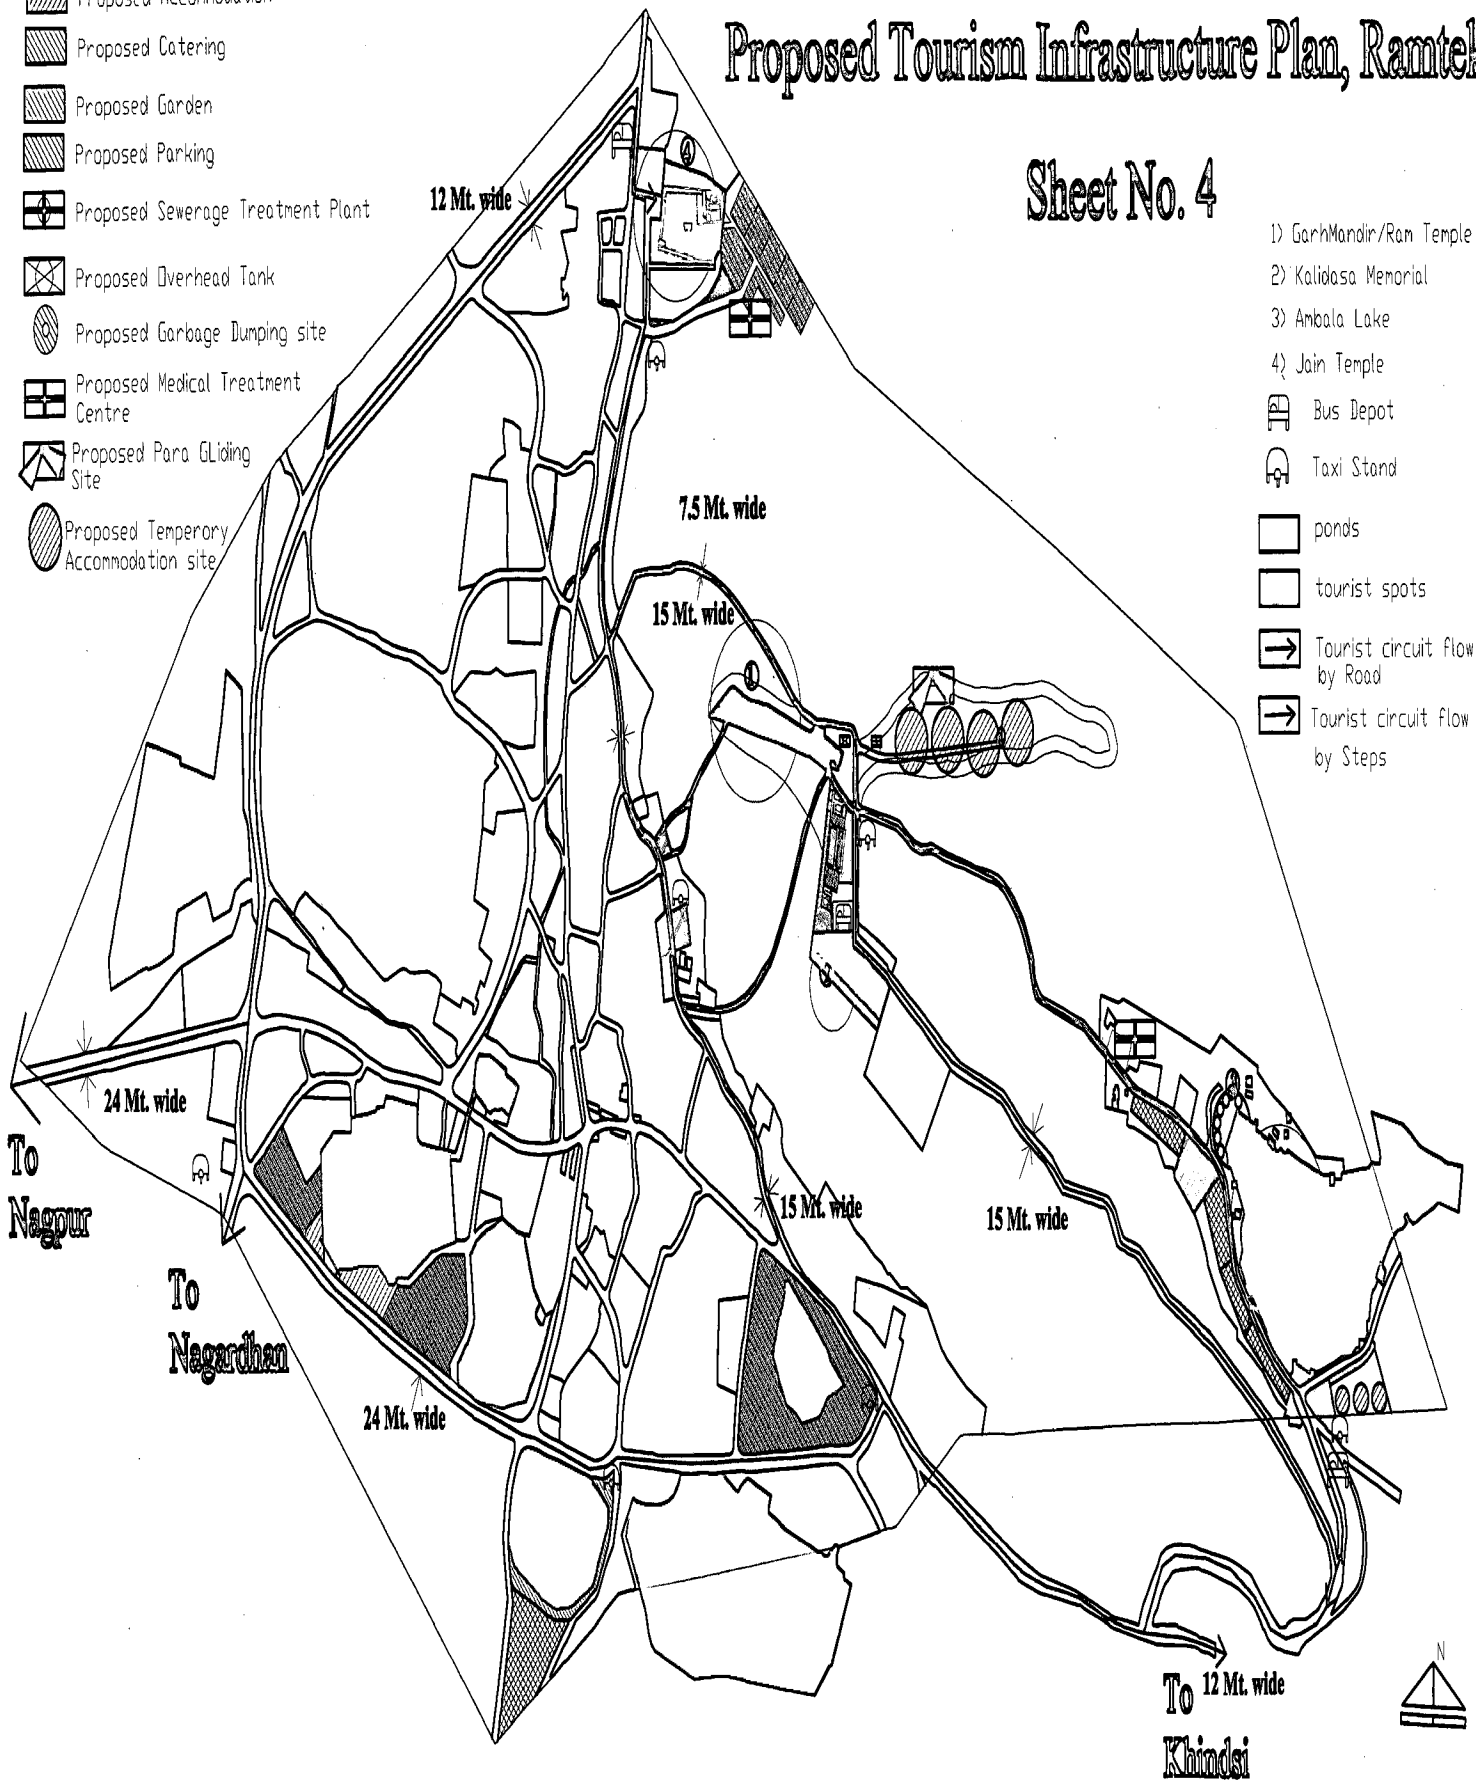 Proposed Accommodation
Proposed Catering
Proposed Garden
Proposed Parking
Proposed Sewerage Treatment Plant
Proposed Overhead Tank
Proposed Garbage Dumping site
Proposed Medical Treatment
Centre
Proposed Para GLiding
Site
Proposed Temperory
Accommodation site
Proposed Tourism Infrastructure Plan, Ramtek
Sheet No. 4
1) GarhMandir/Ram Temple
2) Kalidasa Memorial
3) Ambala Lake
4) Jain Temple
Bus Depot
Taxi Stand
ponds
tourist spots
Tourist circuit flow
by Road
Tourist circuit flow
by Steps
4
12 Mt. wide
7.5 Mt. wide
15 Mt. wide
1
24 Mt. wide
To
Nagpur
15 Mt. wide
15 Mt. wide
To
Nagardhan
24 Mt. wide
N
To 12 Mt. wide
Khindsi